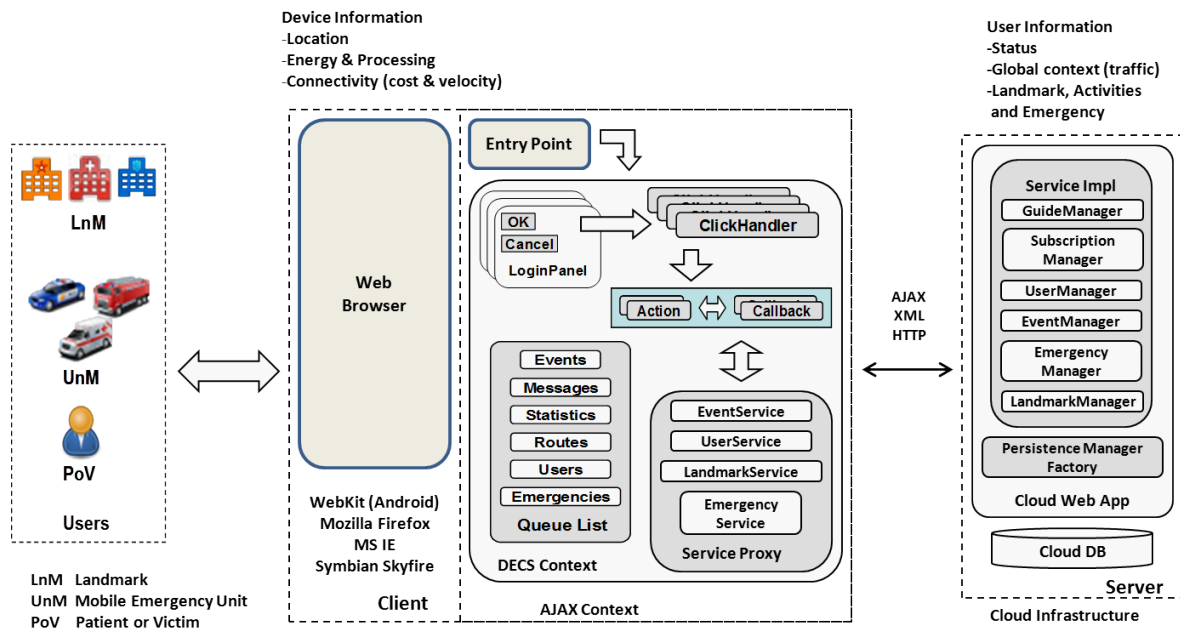 Device Information
-Location
-Energy & Processing
-Connectivity (cost & velocity)
User Information
-Status
-Global context (traffic)
-Landmark, Activities
and Emergency
LnM
UnM
PoV
Users
LnM Landmark
UnM Mobile Emergency Unit
PoV Patient or Victim
Web
Browser
WebKit (Android)
Mozilla Firefox
MS IE
Symbian Skyfire
Client
Entry Point
OK
Cancel
LoginPanel
ClickHandler
Action
Callback
Events
Messages
Statistics
Routes
Users
Emergencies
Queue List
EventService
UserService
LandmarkService
Emergency
Service
Service Proxy
DECS Context
AJAX Context
AJAX
XML
HTTP
Service Impl
GuideManager
Subscription
Manager
UserManager
EventManager
Emergency
Manager
LandmarkManager
Persistence Manager
Factory
Cloud Web App
Cloud DB
Server
Cloud Infrastructure